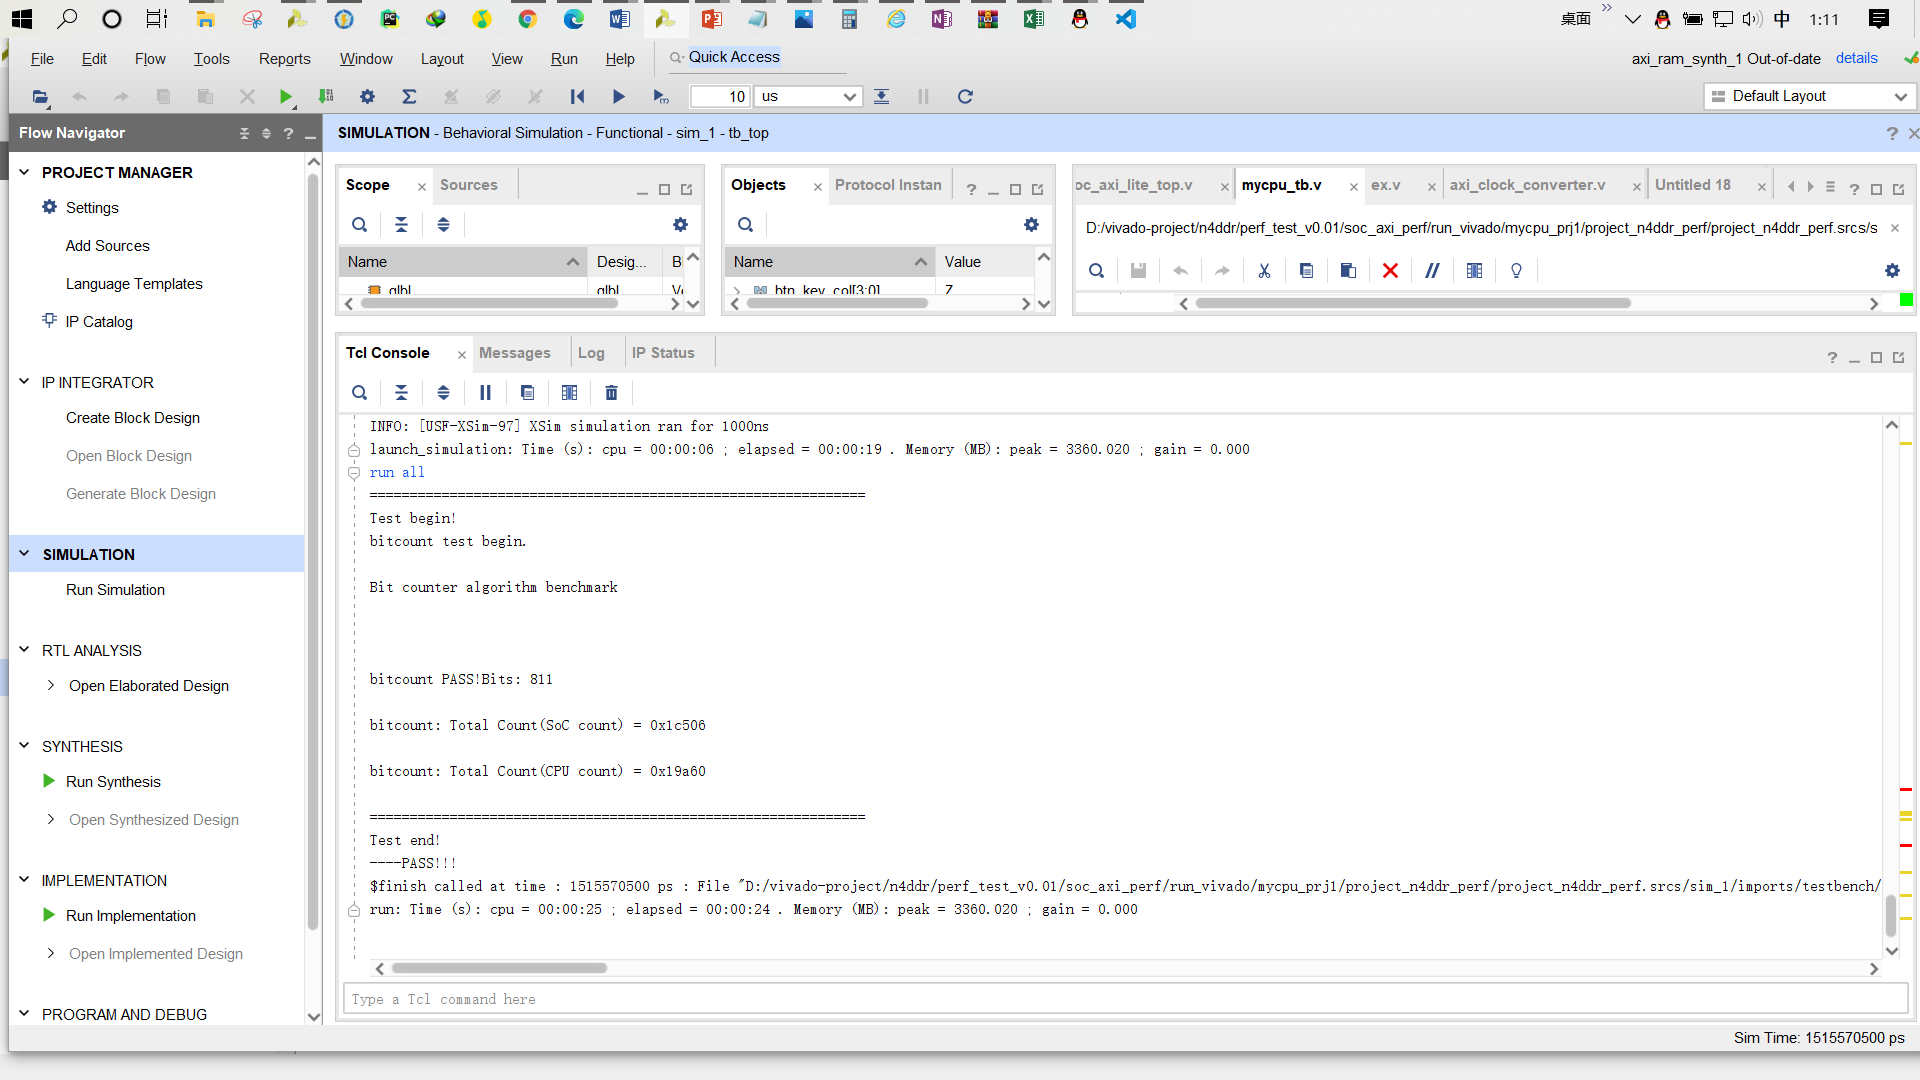 桌面
中
1:11
File Edit Flow Tools Reports Window Layout View Run Help
Quick Access
axi_ram_synth_1 Out-of-date details
10 us
Default Layout
Flow Navigator
SIMULATION - Behavioral Simulation - Functional - sim_1 - tb_top
PROJECT MANAGER
Settings
Add Sources
Language Templates
IP Catalog
IP INTEGRATOR
Create Block Design
Open Block Design
Generate Block Design
SIMULATION
Run Simulation
RTL ANALYSIS
Open Elaborated Design
SYNTHESIS
Run Synthesis
Open Synthesized Design
IMPLEMENTATION
Run Implementation
Open Implemented Design
PROGRAM AND DEBUG
Scope Sources
Name Desig... B
glbl glbl
Objects Protocol Instan
Name Value
btn_key_col[3:0] Z
oc_axi_lite_top.v mycpu_tb.v ex.v axi_clock_converter.v Untitled 18
D:/vivado-project/n4ddr/perf_test_v0.01/soc_axi_perf/run_vivado/mycpu_prj1/project_n4ddr_perf/project_n4ddr_perf.srcs/s
Tcl Console Messages Log IP Status
INFO: [USF-XSim-97] XSim simulation ran for 1000ns
launch_simulation: Time (s): cpu = 00:00:06 ; elapsed = 00:00:19 . Memory (MB): peak = 3360.020 ; gain = 0.000
run all
==============================================================
Test begin!
bitcount test begin.
Bit counter algorithm benchmark
bitcount PASS!Bits: 811
bitcount: Total Count(SoC count) = 0x1c506
bitcount: Total Count(CPU count) = 0x19a60
==============================================================
Test end!
----PASS!!!
$finish called at time : 1515570500 ps : File "D:/vivado-project/n4ddr/perf_test_v0.01/soc_axi_perf/run_vivado/mycpu_prj1/project_n4ddr_perf/project_n4ddr_perf.srcs/sim_1/imports/testbench/
run: Time (s): cpu = 00:00:25 ; elapsed = 00:00:24 . Memory (MB): peak = 3360.020 ; gain = 0.000
Type a Tcl command here
Sim Time: 1515570500 ps